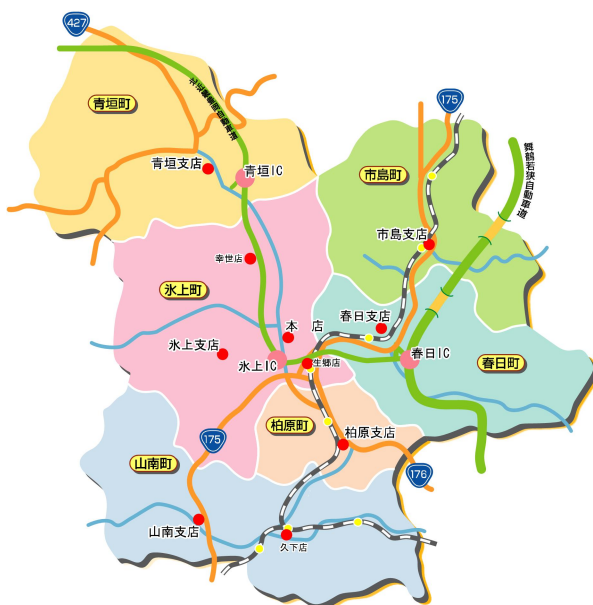 427
青垣町
北近畿豊岡自動車道
175
舞鶴若狭自動車道
青垣支店
青垣IC
市島町
市島支店
幸世店
氷上町
春日支店
本 店
氷上支店
氷上IC
生郷店
春日IC
春日町
柏原町
柏原支店
175
山南町
176
山南支店
久下店